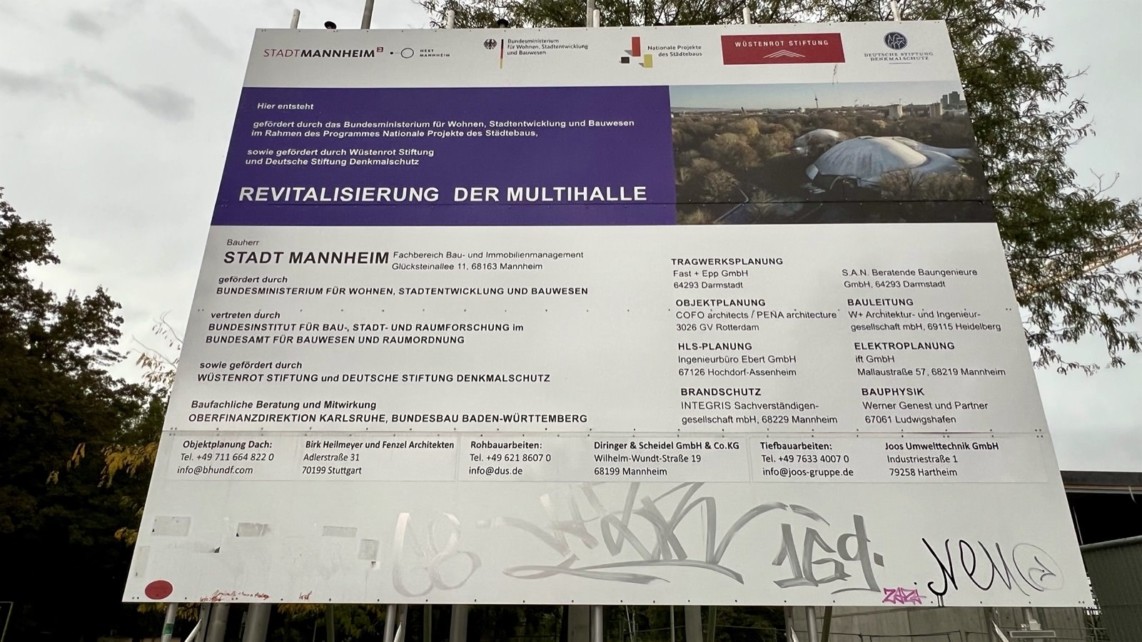 STADTMANNHEIM²
NEXT MANNHEIM
Bundesministerium
für Wohnen, Stadtentwicklung
und Bauwesen
Nationale Projekte
des Städtebaus
WÜSTENROT STIFTUNG
DEUTSCHE STIFTUNG
DENKMALSCHUTZ
Hier entsteht
gefördert durch das Bundesministerium für Wohnen, Stadtentwicklung und Bauwesen
im Rahmen des Programmes Nationale Projekte des Städtebaus,
sowie gefördert durch Wüstenrot Stiftung
und Deutsche Stiftung Denkmalschutz
REVITALISIERUNG DER MULTIHALLE
Bauherr
STADT MANNHEIM Fachbereich Bau- und Immobilienmanagement
Glücksteinallee 11, 68163 Mannheim
gefördert durch
BUNDESMINISTERIUM FÜR WOHNEN, STADTENTWICKLUNG UND BAUWESEN
vertreten durch
BUNDESINSTITUT FÜR BAU-, STADT- UND RAUMFORSCHUNG im
BUNDESAMT FÜR BAUWESEN UND RAUMORDNUNG
sowie gefördert durch
WÜSTENROT STIFTUNG und DEUTSCHE STIFTUNG DENKMALSCHUTZ
Baufachliche Beratung und Mitwirkung
OBERFINANZDIREKTION KARLSRUHE, BUNDESBAU BADEN-WÜRTTEMBERG
TRAGWERKSPLANUNG
Fast + Epp GmbH
64293 Darmstadt
S.A.N. Beratende Baungenieure
GmbH, 64293 Darmstadt
OBJEKTPLANUNG
COFO architects / PEÑA architecture
3026 GV Rotterdam
BAULEITUNG
W+ Architektur- und Ingenieur-
gesellschaft mbH, 69115 Heidelberg
HLS-PLANUNG
Ingenieurbüro Ebert GmbH
67126 Hochdorf-Assenheim
ELEKTROPLANUNG
ift GmbH
Mallaustraße 57, 68219 Mannheim
BRANDSCHUTZ
INTEGRIS Sachverständigen-
gesellschaft mbH, 68229 Mannheim
BAUPHYSIK
Werner Genest und Partner
67061 Ludwigshafen
Objektplanung Dach:
Tel. +49 711 664 822 0
info@bhundf.com
Birk Heilmeyer und Fenzel Architekten
Adlerstraße 31
70199 Stuttgart
Rohbauarbeiten:
Tel. +49 621 8607 0
info@dus.de
Diringer & Scheidel GmbH & Co.KG
Wilhelm-Wundt-Straße 19
68199 Mannheim
Tiefbauarbeiten:
Tel. +49 7633 4007 0
info@joos-gruppe.de
Joos Umwelttechnik GmbH
Industriestraße 1
79258 Hartheim
169.